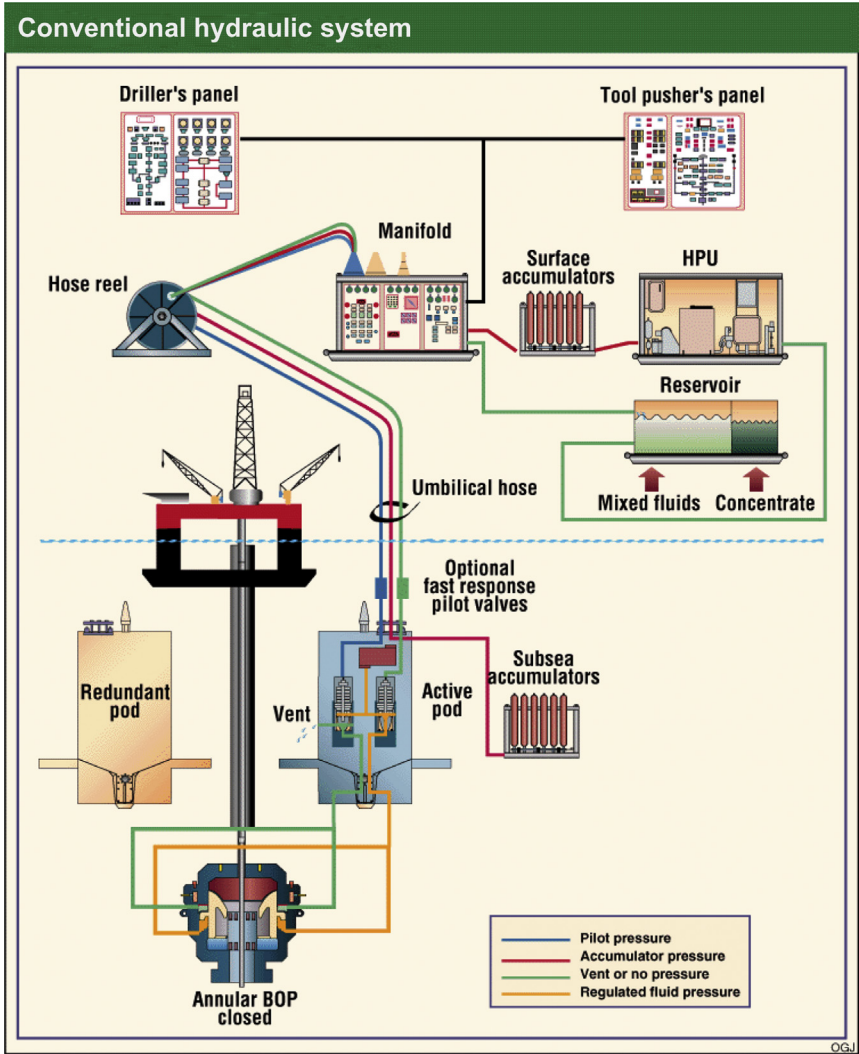 Conventional hydraulic system
Driller's panel
Tool pusher's panel
Manifold
Surface
accumulators
HPU
Hose reel
Reservoir
Umbilical hose
Mixed fluids
Concentrate
Optional
fast response
pilot valves
Redundant
pod
Vent
Active
pod
Subsea
accumulators
Pilot pressure
Accumulator pressure
Vent or no pressure
Regulated fluid pressure
Annular BOP
closed
OGJ